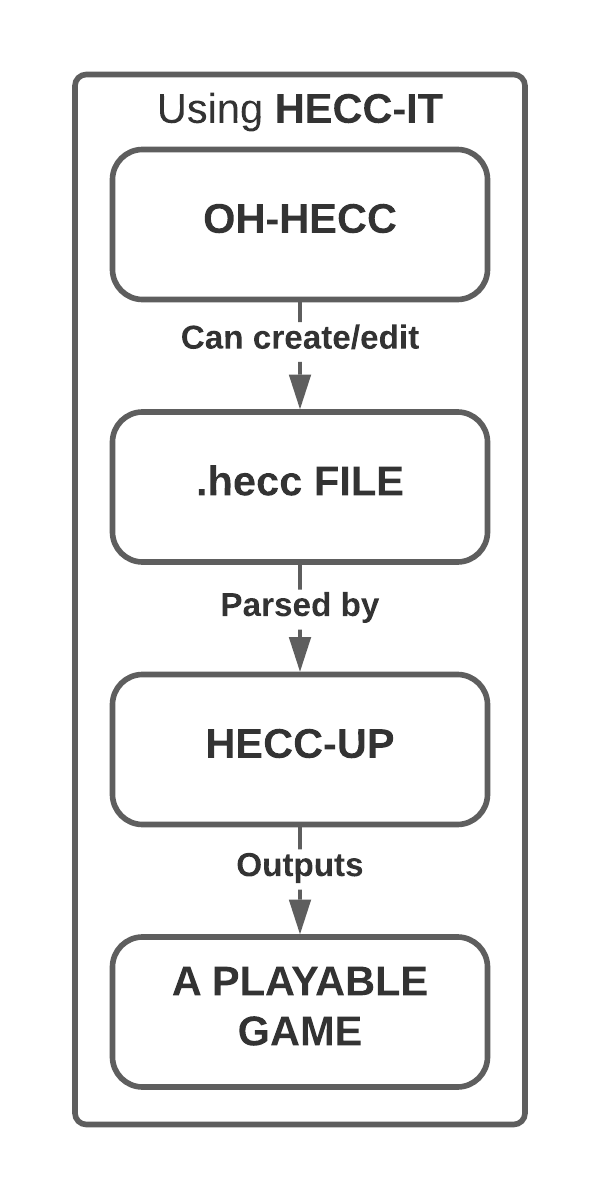 Using HECC-IT
OH-HECC
Can create/edit
.hecc FILE
Parsed by
HECC-UP
Outputs
A PLAYABLE
GAME